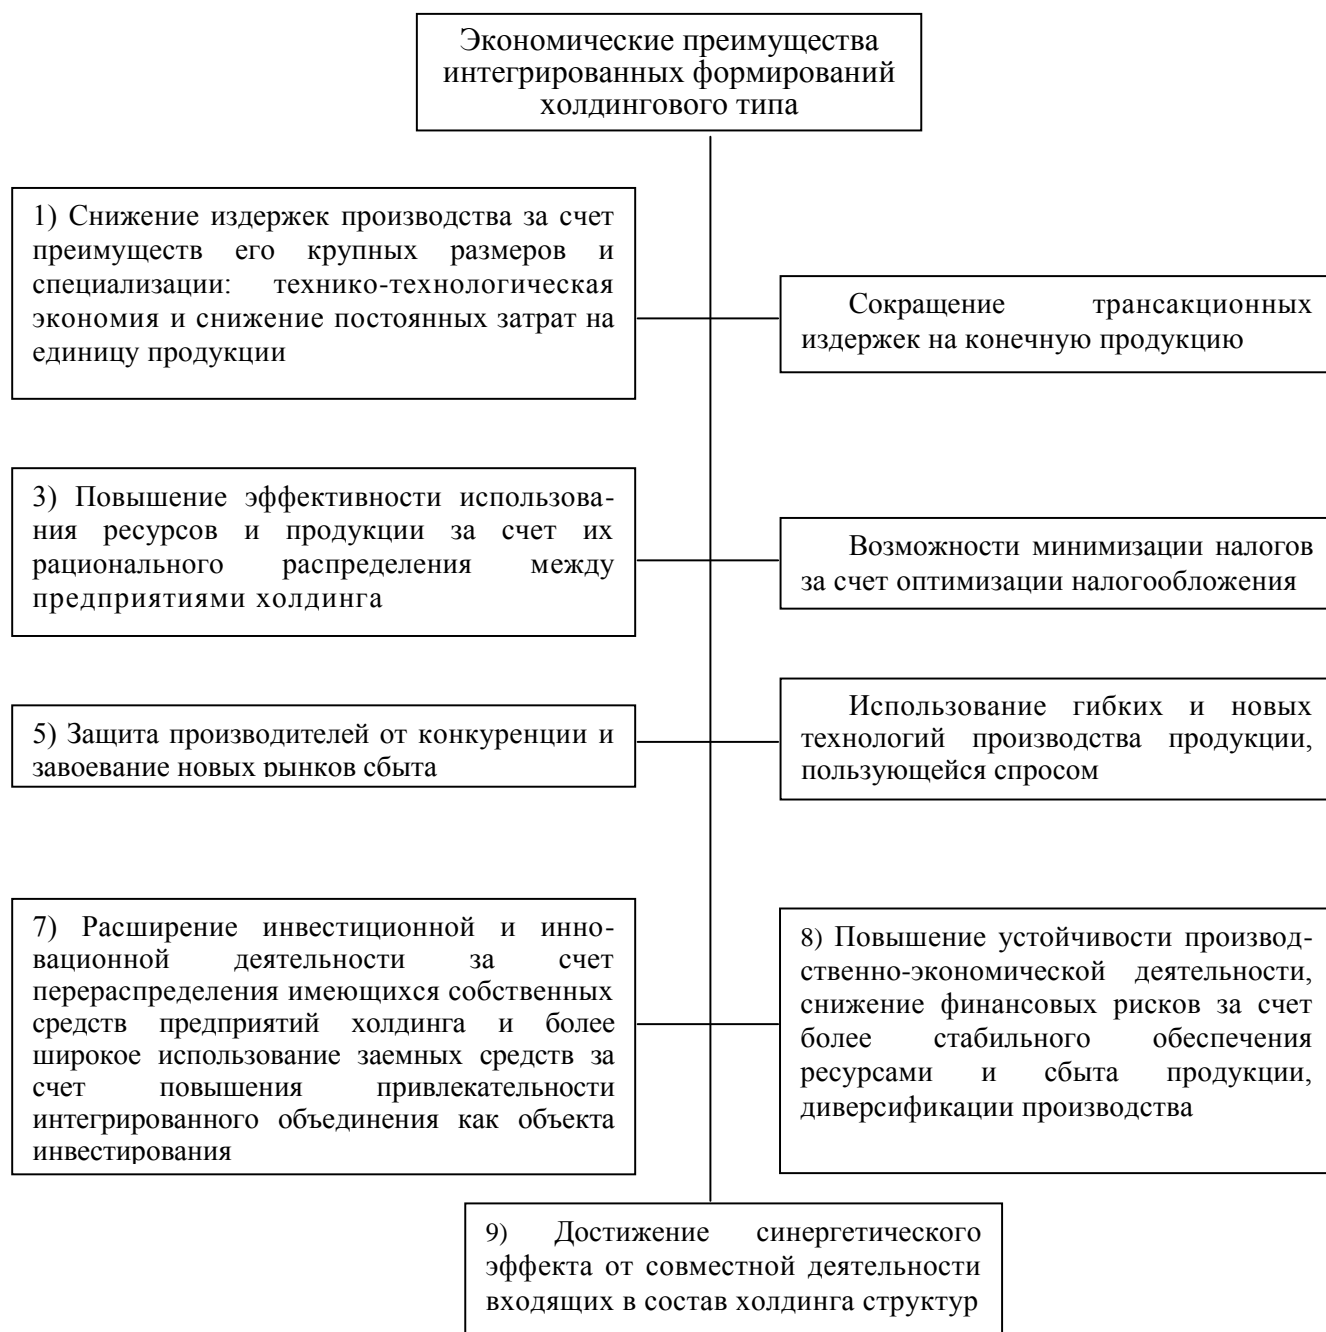 Экономические преимущества
интегрированных формирований
холдингового типа
1) Снижение издержек производства за счет
преимуществ его крупных размеров и
специализации: технико-технологическая
экономия и снижение постоянных затрат на
единицу продукции
Сокращение трансакционных
издержек на конечную продукцию
3) Повышение эффективности использова-
ния ресурсов и продукции за счет их
рационального распределения между
предприятиями холдинга
Возможности минимизации налогов
за счет оптимизации налогообложения
5) Защита производителей от конкуренции и
завоевание новых рынков сбыта
Использование гибких и новых
технологий производства продукции,
пользующейся спросом
7) Расширение инвестиционной и инно-
вационной деятельности за счет
перераспределения имеющихся собственных
средств предприятий холдинга и более
широкое использование заемных средств за
счет повышения привлекательности
интегрированного объединения как объекта
инвестирования
8) Повышение устойчивости производ-
ственно-экономической деятельности,
снижение финансовых рисков за счет
более стабильного обеспечения
ресурсами и сбыта продукции,
диверсификации производства
9) Достижение синергетического
эффекта от совместной деятельности
входящих в состав холдинга структур